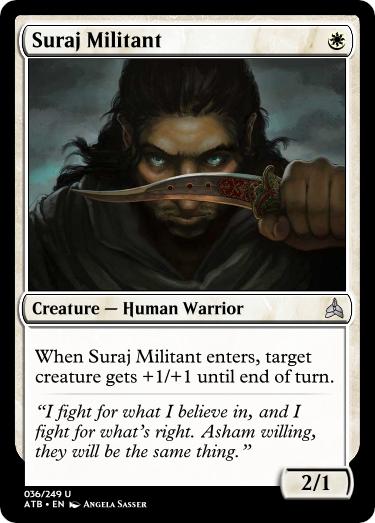 Suraj Militant
Creature — Human Warrior
When Suraj Militant enters, target
creature gets +1/+1 until end of turn.
“I fight for what I believe in, and I
fight for what's right. Asham willing,
they will be the same thing.”
2/1
036/249 U
ATB • EN Angela Sasser